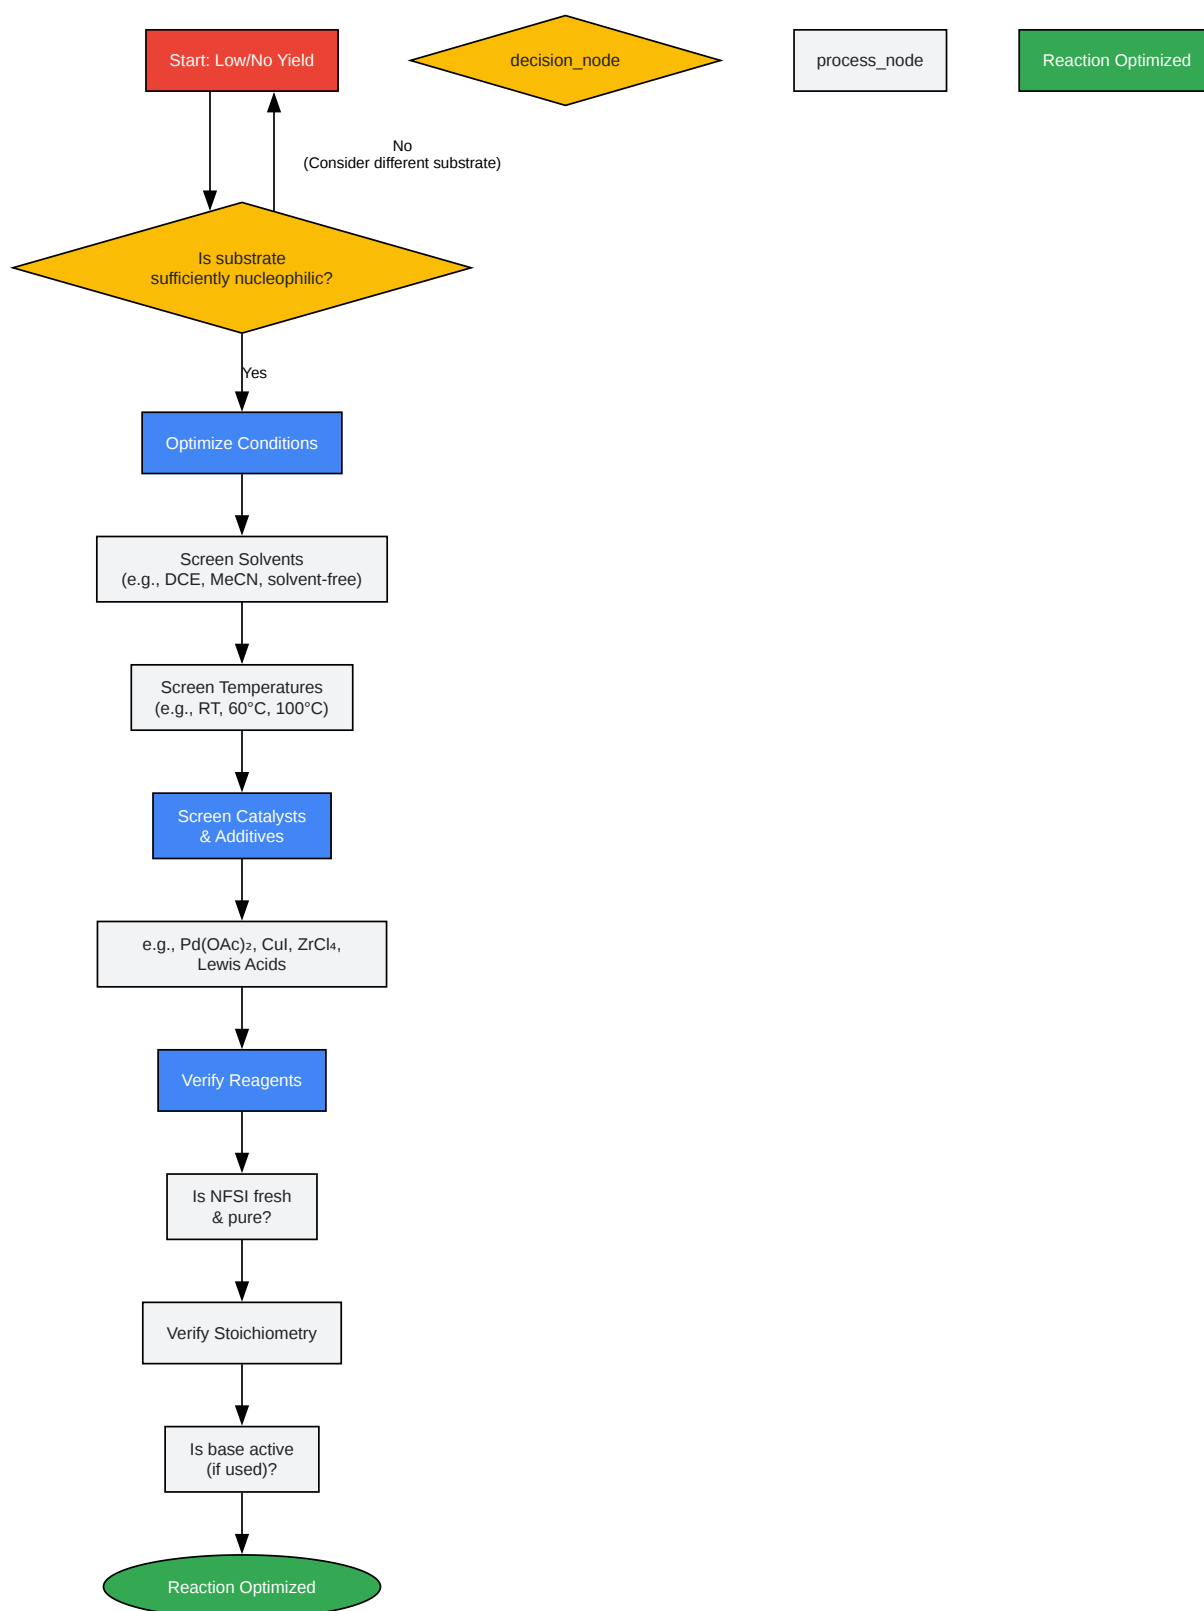 Start: Low/No Yield
decision_node
process_node
Reaction Optimized
No
(Consider different substrate)
Is substrate
sufficiently nucleophilic?
Yes
Optimize Conditions
Screen Solvents
(e.g., DCE, MeCN, solvent-free)
Screen Temperatures
(e.g., RT, 60°C, 100°C)
Screen Catalysts
& Additives
e.g., Pd(OAc)₂, CuI, ZrCl₄,
Lewis Acids
Verify Reagents
Is NFSI fresh
& pure?
Verify Stoichiometry
Is base active
(if used)?
Reaction Optimized